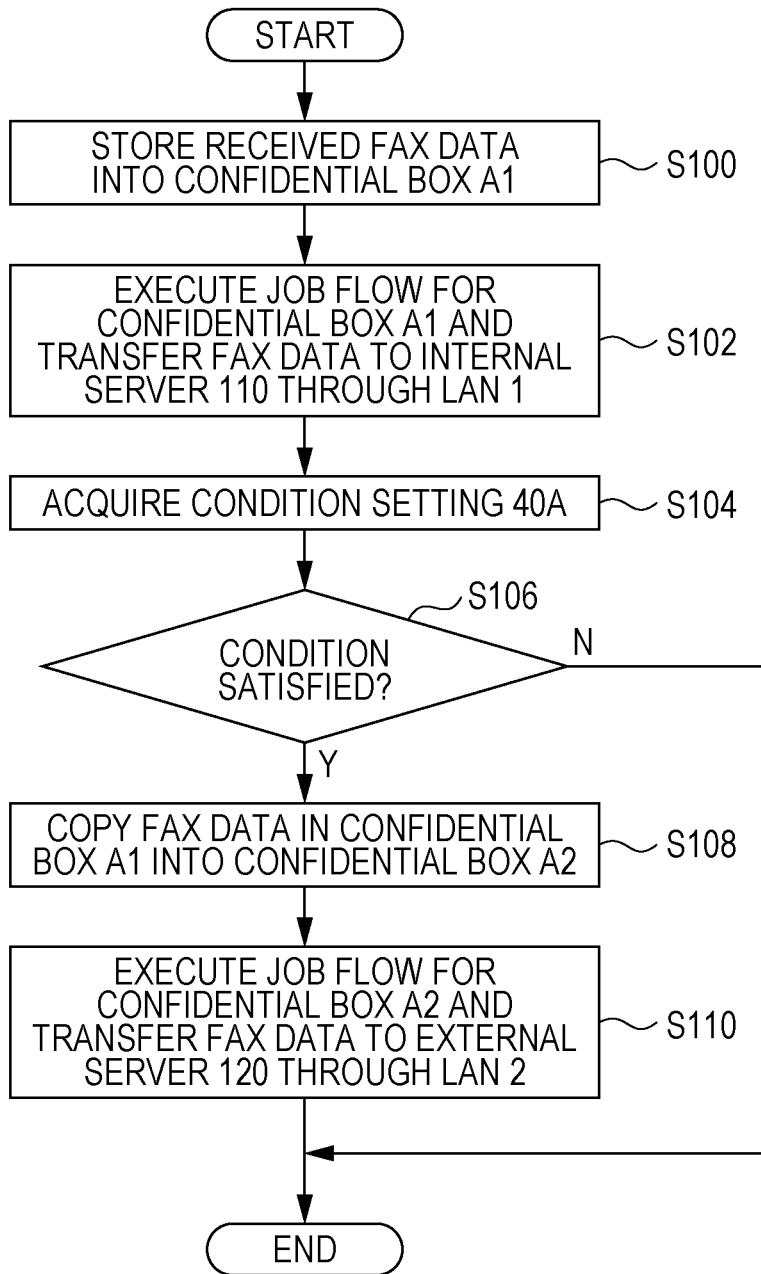 START
STORE RECEIVED FAX DATA
INTO CONFIDENTIAL BOX A1
S100
EXECUTE JOB FLOW FOR
CONFIDENTIAL BOX A1 AND
TRANSFER FAX DATA TO INTERNAL
SERVER 110 THROUGH LAN 1
S102
ACQUIRE CONDITION SETTING 40A
S104
S106
CONDITION
SATISFIED?
N
Y
COPY FAX DATA IN CONFIDENTIAL
BOX A1 INTO CONFIDENTIAL BOX A2
S108
EXECUTE JOB FLOW FOR
CONFIDENTIAL BOX A2 AND
TRANSFER FAX DATA TO EXTERNAL
SERVER 120 THROUGH LAN 2
S110
END